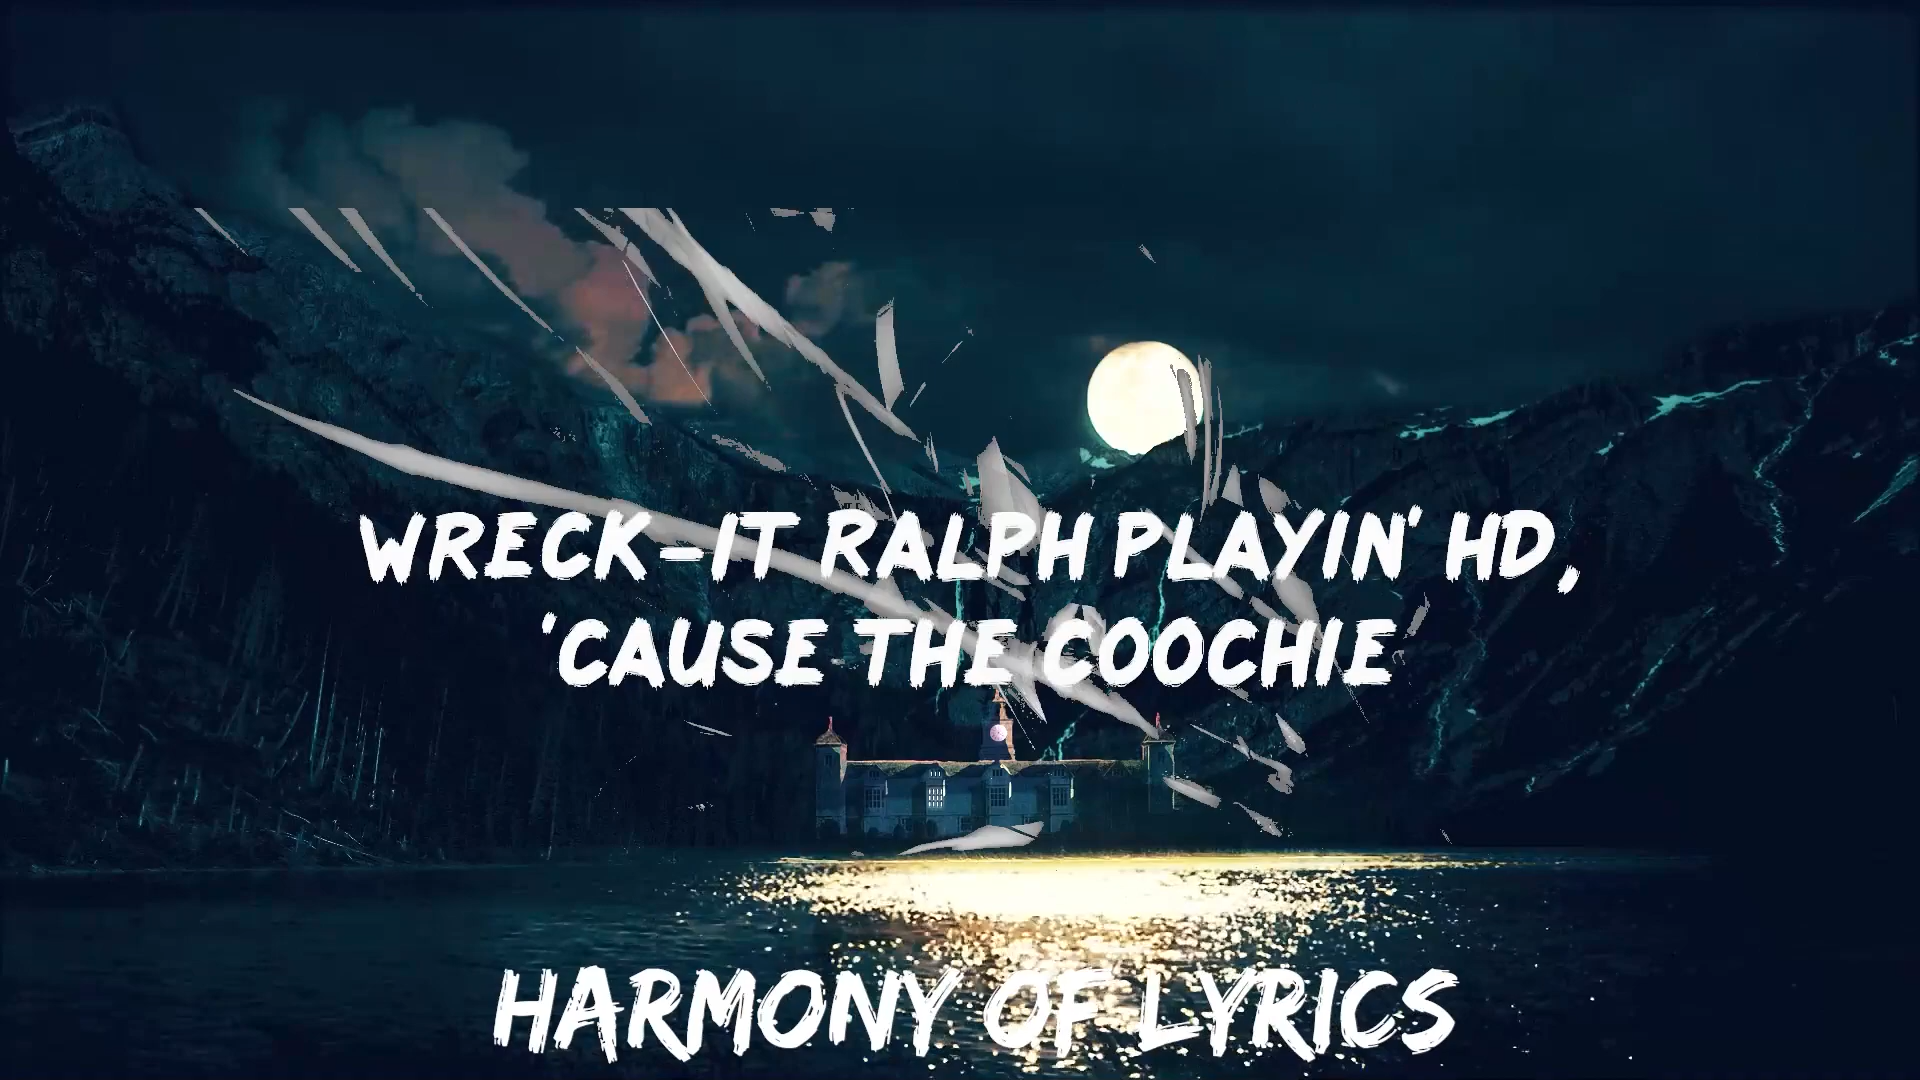 WRECK-IT RALPH PLAYIN' HD,
'CAUSE THE COOCHIE
HARMONY OF LYRICS